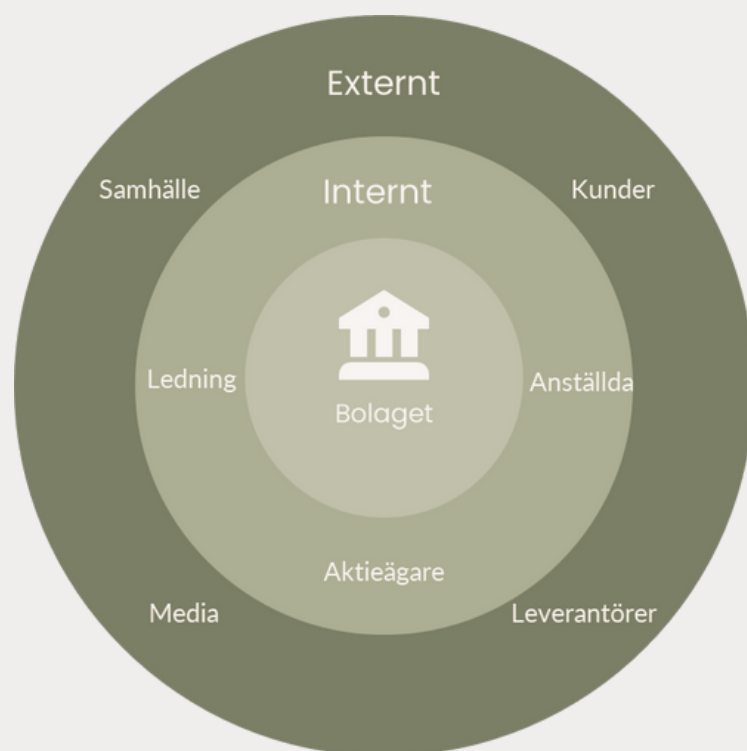 Externt
Samhälle
Kunder
Internt
Ledning
Anställda
Bolaget
Aktieägare
Media
Leverantörer